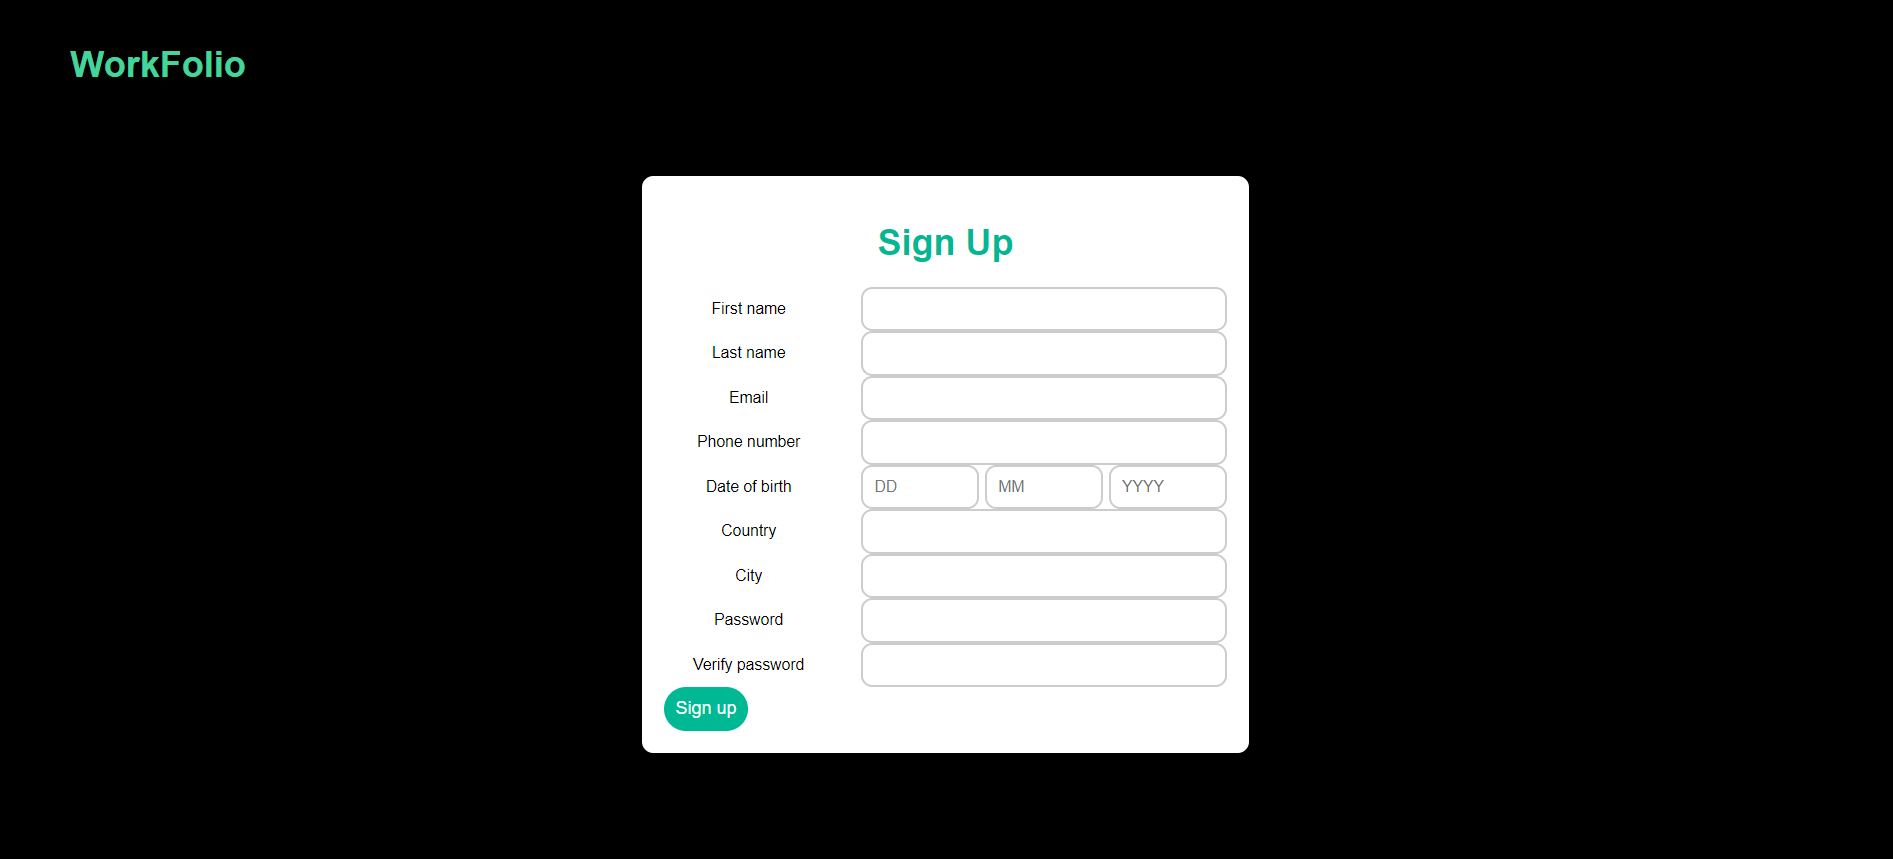 WorkFolio
Sign Up
First name
Last name
Email
Phone number
Date of birth DD MM YYYY
Country
City
Password
Verify password
Sign up